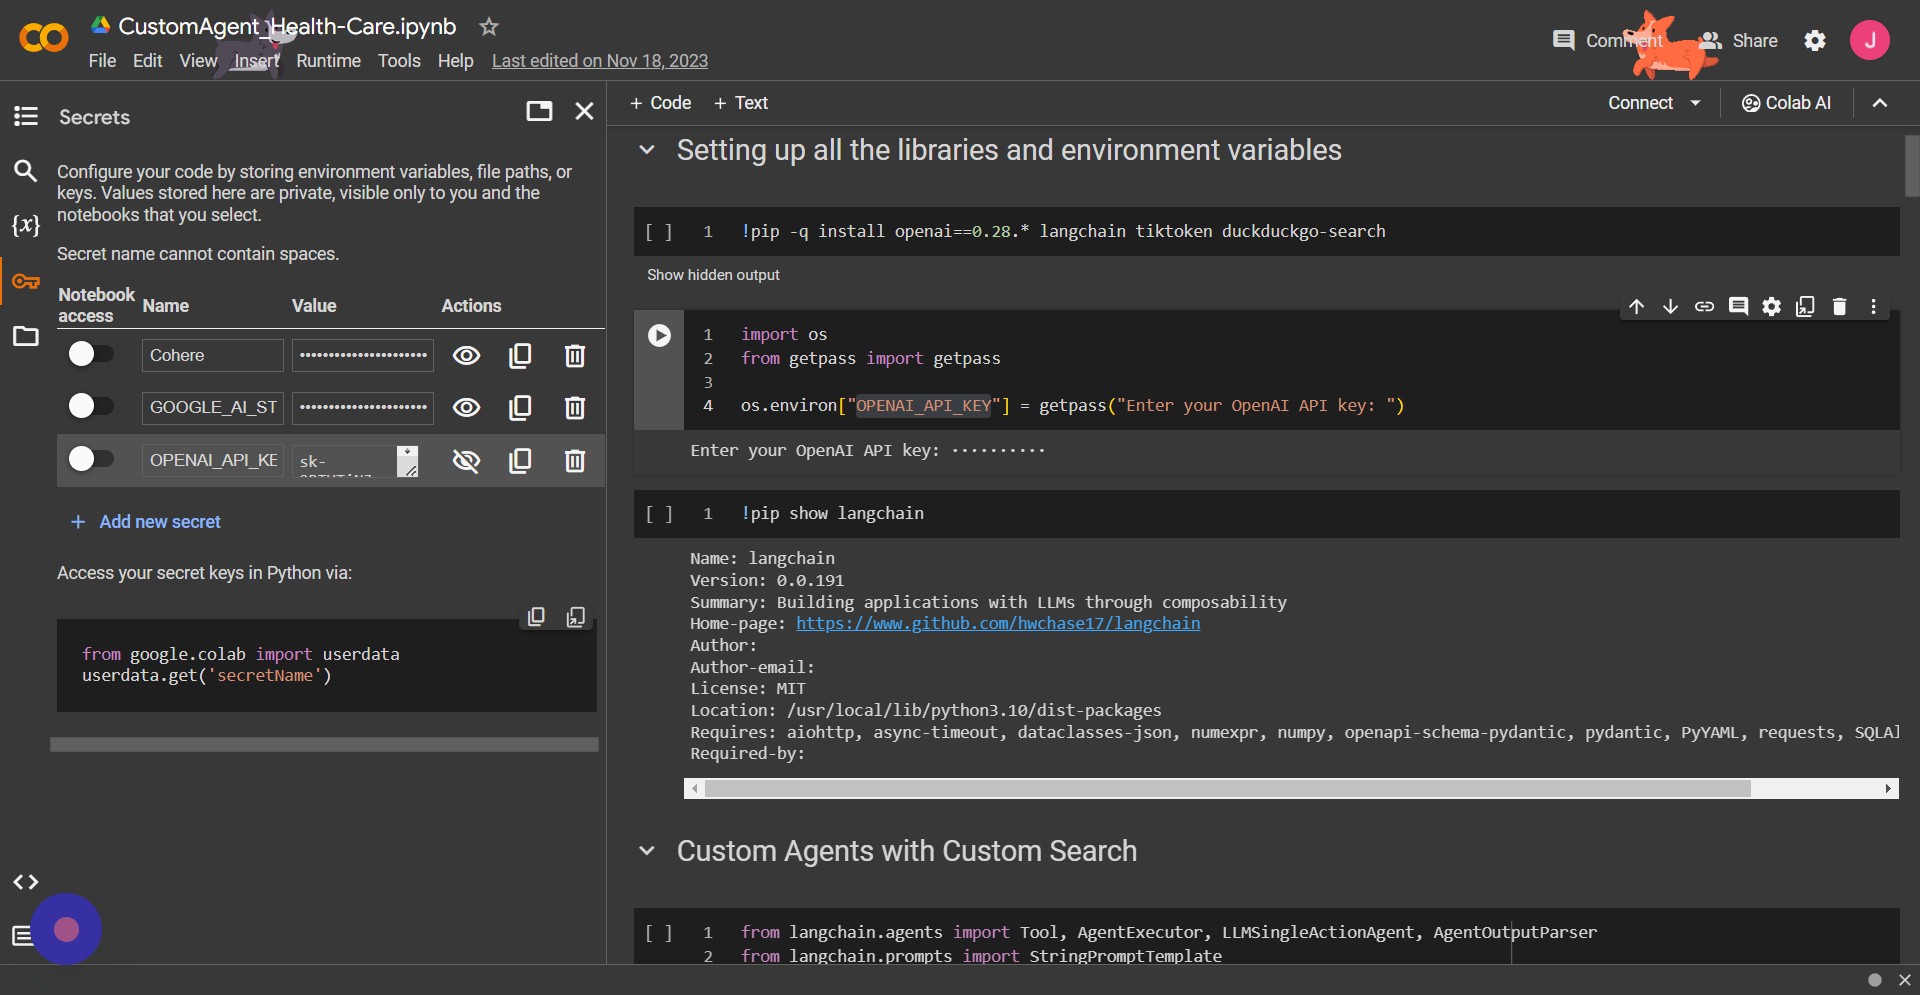 CustomAgent_Health-Care.ipynb
File Edit View Insert Runtime Tools Help Last edited on Nov 18, 2023
Comment Share J
Secrets
Configure your code by storing environment variables, file paths, or
keys. Values stored here are private, visible only to you and the
notebooks that you select.
Secret name cannot contain spaces.
Notebook access Name Value Actions
Cohere ••••••••••••••••••••••
GOOGLE_AI_ST ••••••••••••••••••••••
OPENAI_API_KE sk-
+ Add new secret
Access your secret keys in Python via:
from google.colab import userdata
userdata.get('secretName')
+ Code + Text Connect Colab AI
Setting up all the libraries and environment variables
[ ] 1 !pip -q install openai==0.28.* langchain tiktoken duckduckgo-search
Show hidden output
1 import os
2 from getpass import getpass
3
4 os.environ["OPENAI_API_KEY"] = getpass("Enter your OpenAI API key: ")
Enter your OpenAI API key: ··········
[ ] 1 !pip show langchain
Name: langchain
Version: 0.0.191
Summary: Building applications with LLMs through composability
Home-page: https://www.github.com/hwchase17/langchain
Author:
Author-email:
License: MIT
Location: /usr/local/lib/python3.10/dist-packages
Requires: aiohttp, async-timeout, dataclasses-json, numexpr, numpy, openapi-schema-pydantic, pydantic, PyYAML, requests, SQLAl
Required-by:
Custom Agents with Custom Search
[ ] 1 from langchain.agents import Tool, AgentExecutor, LLMSingleActionAgent, AgentOutputParser
2 from langchain.prompts import StringPromptTemplate